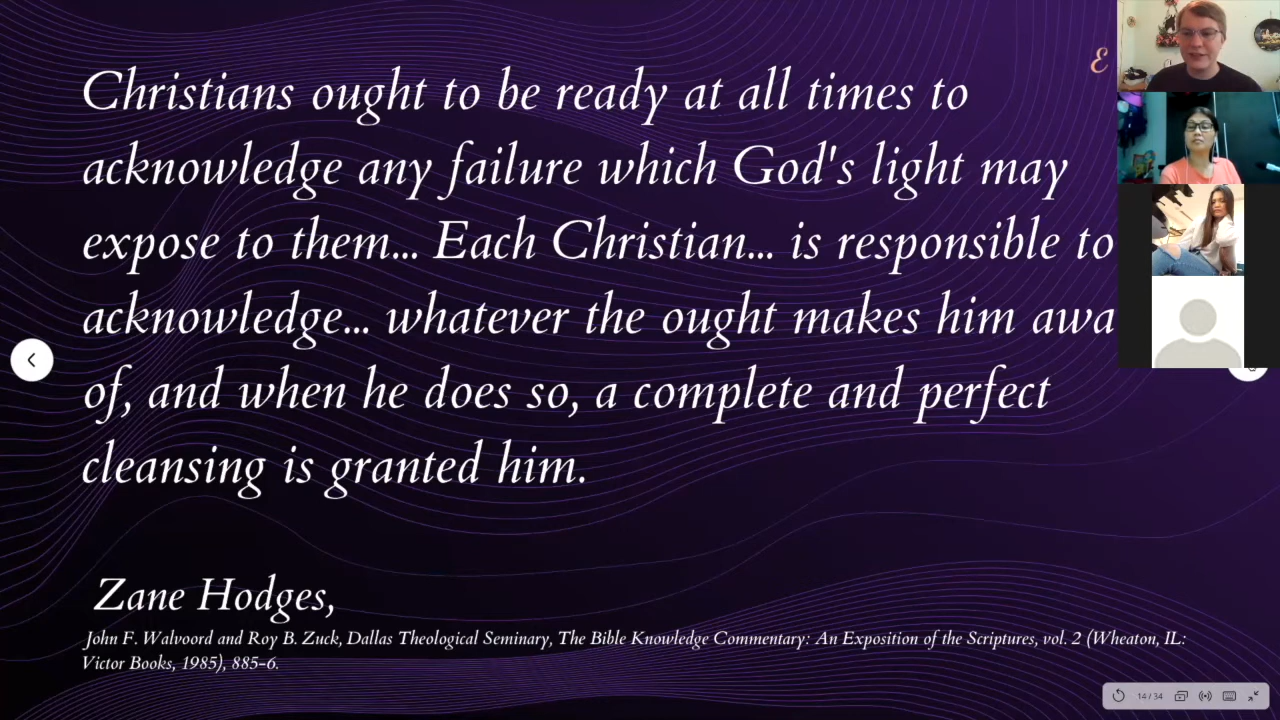 Christians ought to be ready at all times to
acknowledge any failure which God's light may
expose to them... Each Christian... is responsible to
acknowledge... whatever the ought makes him awa
of, and when he does so, a complete and perfect
cleansing is granted him.
Zane Hodges,
John F. Walvoord and Roy B. Zuck, Dallas Theological Seminary, The Bible Knowledge Commentary: An Exposition of the Scriptures, vol. 2 (Wheaton, IL:
Victor Books, 1985), 885-6.
14 / 34